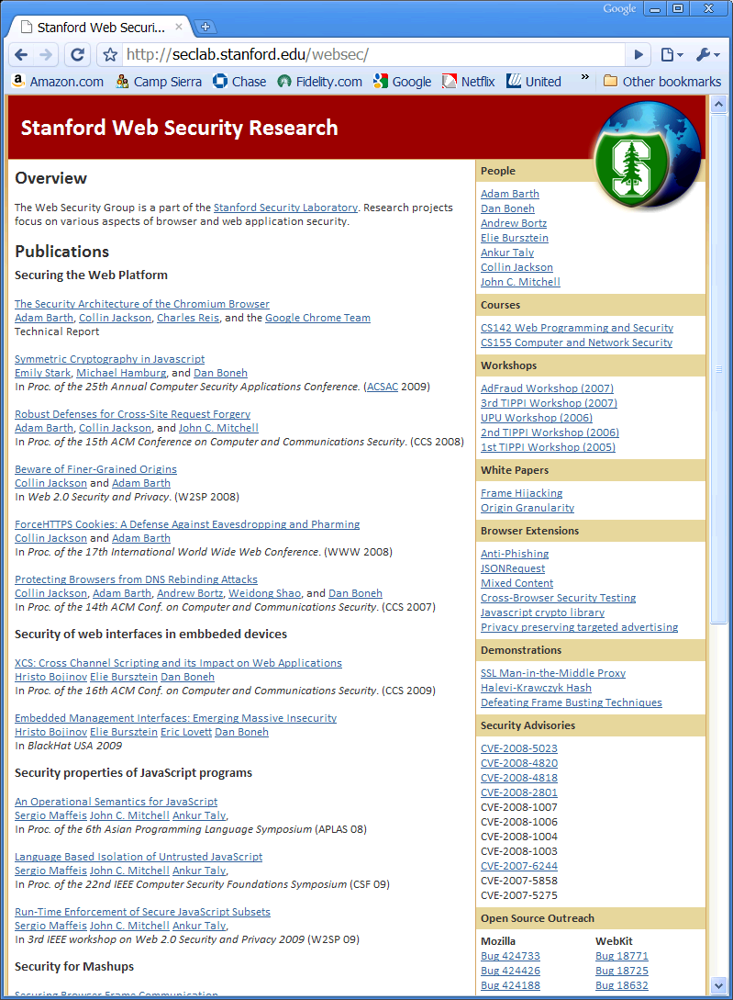 Google
Stanford Web Securi...
http://seclab.stanford.edu/websec/
Amazon.com Camp Sierra Chase Fidelity.com Google Netflix United » Other bookmarks
Stanford Web Security Research
Overview
The Web Security Group is a part of the Stanford Security Laboratory. Research projects
focus on various aspects of browser and web application security.
Publications
Securing the Web Platform
The Security Architecture of the Chromium Browser
Adam Barth, Collin Jackson, Charles Reis, and the Google Chrome Team
Technical Report
Symmetric Cryptography in Javascript
Emily Stark, Michael Hamburg, and Dan Boneh
In Proc. of the 25th Annual Computer Security Applications Conference. (ACSAC 2009)
Robust Defenses for Cross-Site Request Forgery
Adam Barth, Collin Jackson, and John C. Mitchell
In Proc. of the 15th ACM Conference on Computer and Communications Security. (CCS 2008)
Beware of Finer-Grained Origins
Collin Jackson and Adam Barth
In Web 2.0 Security and Privacy. (W2SP 2008)
ForceHTTPS Cookies: A Defense Against Eavesdropping and Pharming
Collin Jackson and Adam Barth
In Proc. of the 17th International World Wide Web Conference. (WWW 2008)
Protecting Browsers from DNS Rebinding Attacks
Collin Jackson, Adam Barth, Andrew Bortz, Weidong Shao, and Dan Boneh
In Proc. of the 14th ACM Conf. on Computer and Communications Security. (CCS 2007)
Security of web interfaces in embbeded devices
XCS: Cross Channel Scripting and its Impact on Web Applications
Hristo Bojinov Elie Bursztein Dan Boneh
In Proc. of the 16th ACM Conf. on Computer and Communications Security. (CCS 2009)
Embedded Management Interfaces: Emerging Massive Insecurity
Hristo Bojinov Elie Bursztein Eric Lovett Dan Boneh
In BlackHat USA 2009
Security properties of JavaScript programs
An Operational Semantics for JavaScript
Sergio Maffeis John C. Mitchell Ankur Taly,
In Proc. of the 6th Asian Programming Language Symposium (APLAS 08)
Language Based Isolation of Untrusted JavaScript
Sergio Maffeis John C. Mitchell Ankur Taly,
In Proc. of the 22nd IEEE Computer Security Foundations Symposium (CSF 09)
Run-Time Enforcement of Secure JavaScript Subsets
Sergio Maffeis John C. Mitchell Ankur Taly,
In 3rd IEEE workshop on Web 2.0 Security and Privacy 2009 (W2SP 09)
Security for Mashups
Securing Browser Frame Communication
S
People
Adam Barth
Dan Boneh
Andrew Bortz
Elie Bursztein
Ankur Taly
Collin Jackson
John C. Mitchell
Courses
CS142 Web Programming and Security
CS155 Computer and Network Security
Workshops
AdFraud Workshop (2007)
3rd TIPPI Workshop (2007)
UPU Workshop (2006)
2nd TIPPI Workshop (2006)
1st TIPPI Workshop (2005)
White Papers
Frame Hijacking
Origin Granularity
Browser Extensions
Anti-Phishing
JSONRequest
Mixed Content
Cross-Browser Security Testing
Javascript crypto library
Privacy preserving targeted advertising
Demonstrations
SSL Man-in-the-Middle Proxy
Halevi-Krawczyk Hash
Defeating Frame Busting Techniques
Security Advisories
CVE-2008-5023
CVE-2008-4820
CVE-2008-4818
CVE-2008-2801
CVE-2008-1007
CVE-2008-1006
CVE-2008-1004
CVE-2008-1003
CVE-2007-6244
CVE-2007-5858
CVE-2007-5275
Open Source Outreach
Mozilla WebKit
Bug 424733 Bug 18771
Bug 424426 Bug 18725
Bug 424188 Bug 18632